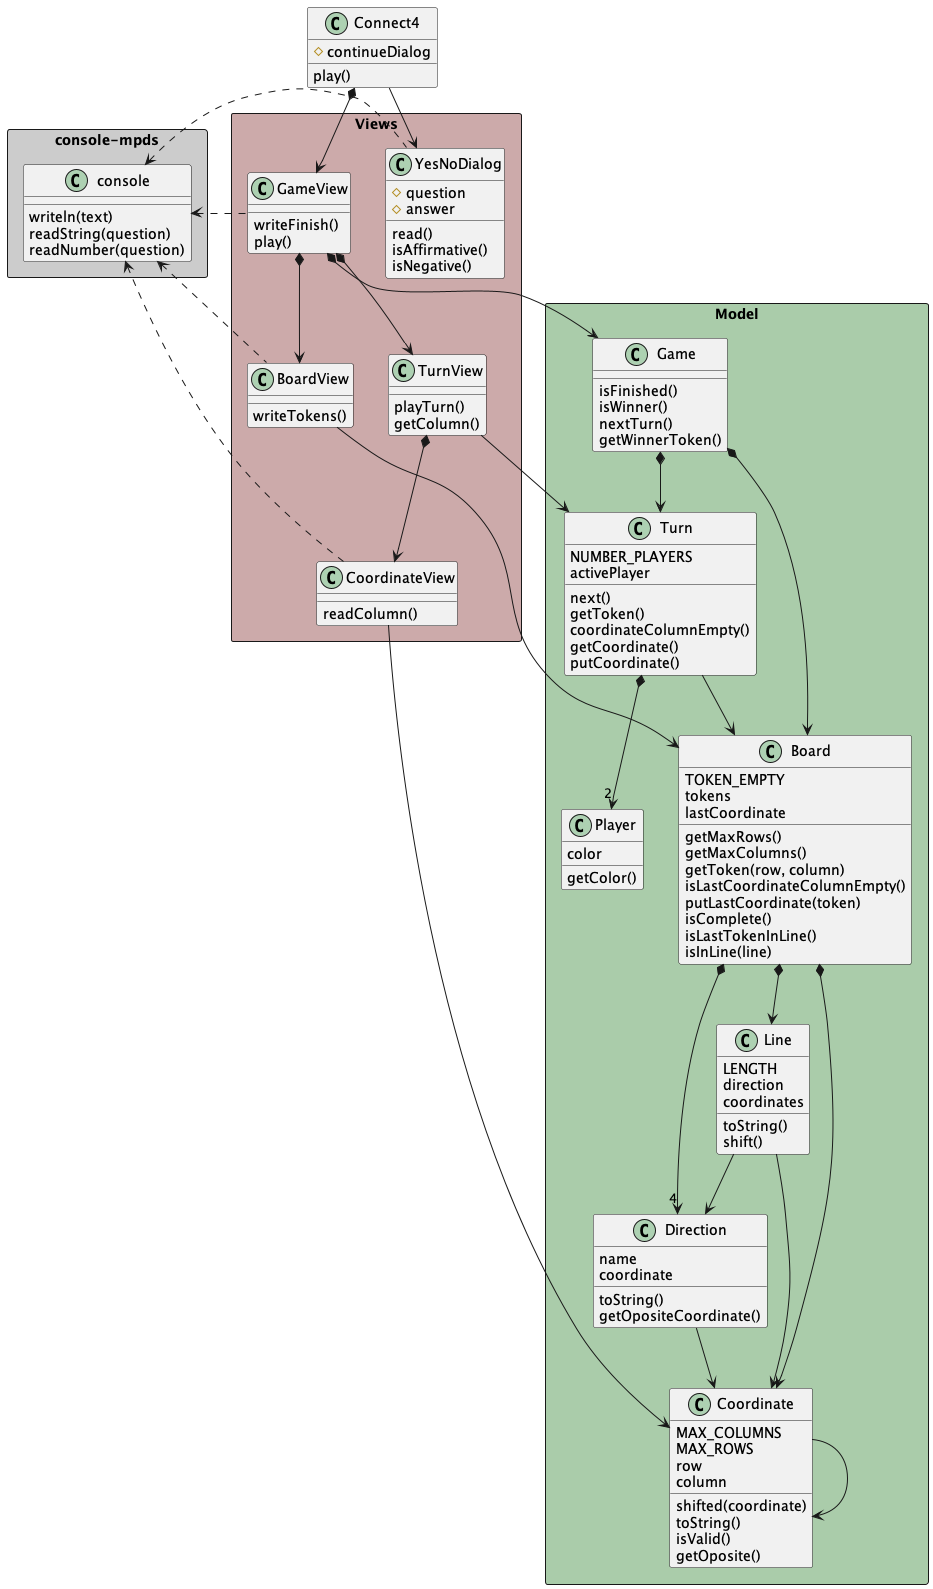 C Connect4
continueDialog
play()
Views
console-mpds
C console
writeln(text)
readString(question)
readNumber(question)
C GameView
writeFinish()
play()
C YesNoDialog
question
answer
read()
isAffirmative()
isNegative()
C BoardView
writeTokens()
C TurnView
playTurn()
getColumn()
C CoordinateView
readColumn()
Model
C Game
isFinished()
isWinner()
nextTurn()
getWinnerToken()
C Turn
NUMBER_PLAYERS
activePlayer
next()
getToken()
coordinateColumnEmpty()
getCoordinate()
putCoordinate()
2
C Player
color
getColor()
C Board
TOKEN_EMPTY
tokens
lastCoordinate
getMaxRows()
getMaxColumns()
getToken(row, column)
isLastCoordinateColumnEmpty()
putLastCoordinate(token)
isComplete()
isLastTokenInLine()
isInLine(line)
C Line
LENGTH
direction
coordinates
toString()
shift()
4
C Direction
name
coordinate
toString()
getOpositeCoordinate()
C Coordinate
MAX_COLUMNS
MAX_ROWS
row
column
shifted(coordinate)
toString()
isValid()
getOposite()